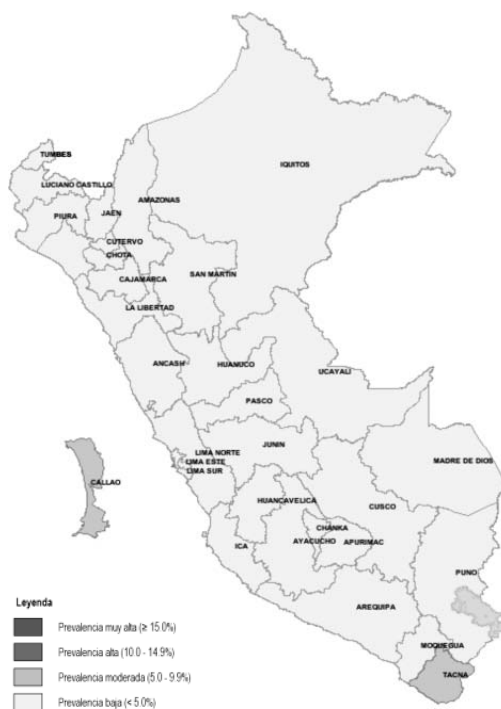 TUMBES
IQUITOS
LUCIANO CASTILLO
AMAZONAS
JAEN
PIURA
CUTERVO
CHOTA
SAN MARTIN
CAJAMARCA
LA LIBERTAD
ANCASH
HUANUCO
UCAYALI
PASCO
JUNIN
LIMA NORTE
LIMA ESTE
MADRE DE DIOS
LIMA SUR
CALLAO
HUANCAVELICA
CUSCO
CHANKA
ICA
AYACUCHO
APURIMAC
PUNO
AREQUIPA
MOQUEGUA
TACNA
Leyenda
Prevalencia muy alta (≥ 15.0%)
Prevalencia alta (10.0 - 14.9%)
Prevalencia moderada (5.0 - 9.9%)
Prevalencia baja (< 5.0%)